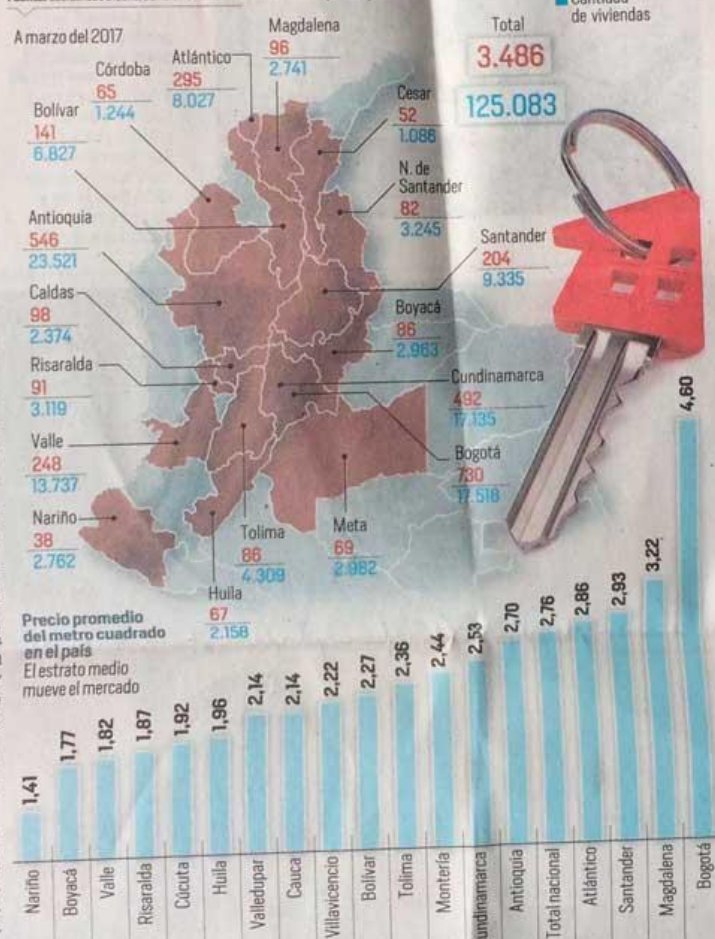 de viviendas
A marzo del 2017
Total
3.486
125.083
Magdalena
96
2.741
Atlántico
295
8.027
Córdoba
65
1.244
Bolívar
141
6.827
Cesar
52
1.086
N. de
Santander
82
3.245
Antioquia
546
23.521
Santander
204
9.335
Caldas
98
2.374
Boyacá
86
2.963
Risaralda
91
3.119
Cundinamarca
492
17.135
Valle
248
13.737
Bogotá
730
17.518
Nariño
38
2.762
Tolima
86
4.309
Meta
69
2.982
Huila
67
2.158
Precio promedio
del metro cuadrado
en el país
El estrato medio
mueve el mercado
1,41
1,77
1,82
1,87
1,92
1,96
2,14
2,14
2,22
2,27
2,36
2,44
2,53
2,70
2,76
2,86
2,93
3,22
4,60
Nariño
Boyacá
Valle
Risaralda
Cúcuta
Huila
Valledupar
Cauca
Villavicencio
Bolívar
Tolima
Montería
undinamarca
Antioquia
Total nacional
Atlántico
Santander
Magdalena
Bogotá